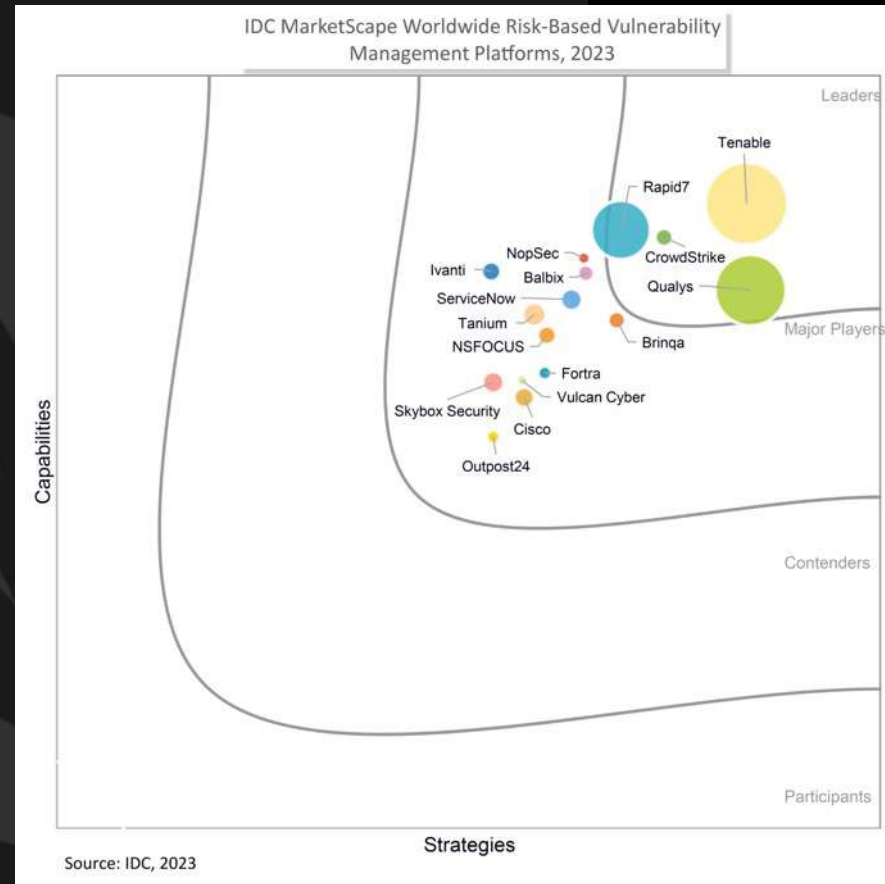 IDC MarketScape Worldwide Risk-Based Vulnerability
Management Platforms, 2023
Leaders
Tenable
Rapid7
NopSec
CrowdStrike
Ivanti
Balbix
Qualys
ServiceNow
Tanium
Major Players
NSFOCUS
Brinqa
Fortra
Vulcan Cyber
Skybox Security
Cisco
Outpost24
Capabilities
Contenders
Participants
Strategies
Source: IDC, 2023